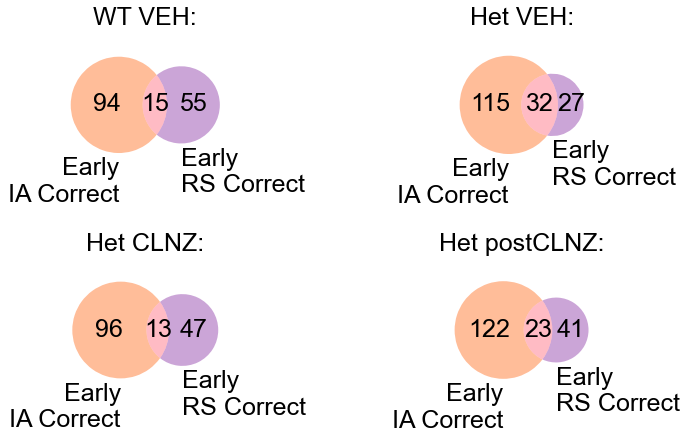 WT VEH:
94 15 55
Early
IA Correct
Early
RS Correct
Het VEH:
115 32 27
Early
IA Correct
Early
RS Correct
Het CLNZ:
96 13 47
Early
IA Correct
Early
RS Correct
Het postCLNZ:
122 23 41
Early
IA Correct
Early
RS Correct